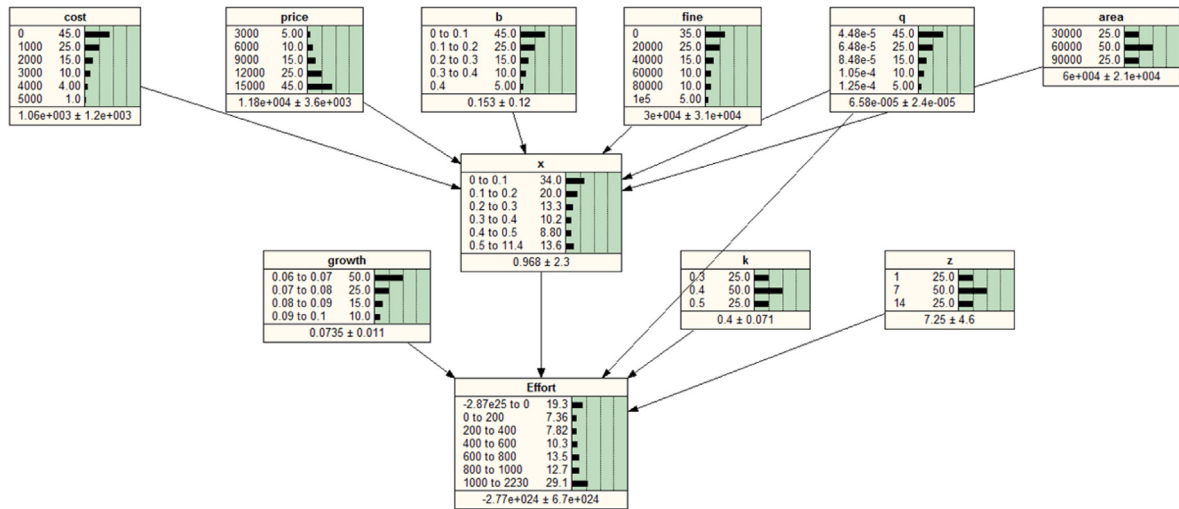 cost
0 45.0
1000 25.0
2000 15.0
3000 10.0
4000 4.00
5000 1.0
1.06e+003 ± 1.2e+003
price
3000 5.00
6000 10.0
9000 15.0
12000 25.0
15000 45.0
1.18e+004 ± 3.6e+003
b
0 to 0.1 45.0
0.1 to 0.2 25.0
0.2 to 0.3 15.0
0.3 to 0.4 10.0
0.4 5.00
0.153 ± 0.12
fine
0 35.0
20000 25.0
40000 15.0
60000 10.0
80000 10.0
1e5 5.00
3e+004 ± 3.1e+004
q
4.48e-5 45.0
6.48e-5 25.0
8.48e-5 15.0
1.05e-4 10.0
1.25e-4 5.00
6.58e-005 ± 2.4e-005
area
30000 25.0
60000 50.0
90000 25.0
6e+004 ± 2.1e+004
x
0 to 0.1 34.0
0.1 to 0.2 20.0
0.2 to 0.3 13.3
0.3 to 0.4 10.2
0.4 to 0.5 8.80
0.5 to 11.4 13.6
0.968 ± 2.3
growth
0.06 to 0.07 50.0
0.07 to 0.08 25.0
0.08 to 0.09 15.0
0.09 to 0.1 10.0
0.0735 ± 0.011
k
0.3 25.0
0.4 50.0
0.5 25.0
0.4 ± 0.071
z
1 25.0
7 50.0
14 25.0
7.25 ± 4.6
Effort
-2.87e25 to 0 19.3
0 to 200 7.36
200 to 400 7.82
400 to 600 10.3
600 to 800 13.5
800 to 1000 12.7
1000 to 2230 29.1
-2.77e+024 ± 6.7e+024